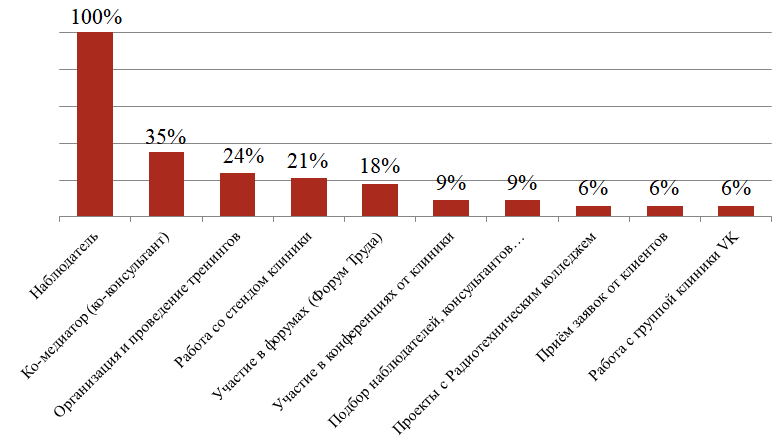 100%
35%
24%
21%
18%
9%
9%
6%
6%
6%
Наблюдатель
Ко-медиатор (ко-консультант)
Организация и проведение тренингов
Работа со стендом клиники
Участие в форумах (Форум Труда)
Участие в конференциях от клиники
Подбор наблюдателей, консультантов…
Проекты с Радиотехническим колледжем
Приём заявок от клиентов
Работа с группой клиники VK